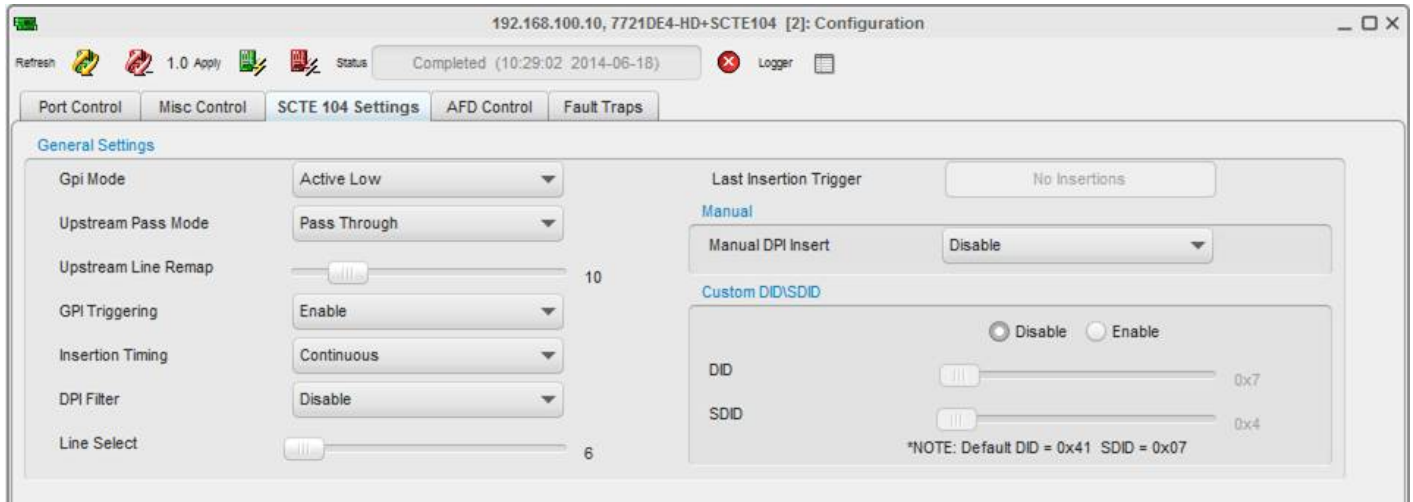 192.168.100.10, 7721DE4-HD+SCTE104 [2]: Configuration
Refresh 1.0 Apply Status Completed (10:29:02 2014-06-18) Logger
Port Control Misc Control SCTE 104 Settings AFD Control Fault Traps
General Settings
Gpi Mode Active Low
Upstream Pass Mode Pass Through
Upstream Line Remap 10
GPI Triggering Enable
Insertion Timing Continuous
DPI Filter Disable
Line Select 6
Last Insertion Trigger No Insertions
Manual
Manual DPI Insert Disable
Custom DID\SDID
Disable Enable
DID 0x7
SDID 0x4
*NOTE: Default DID = 0x41 SDID = 0x07